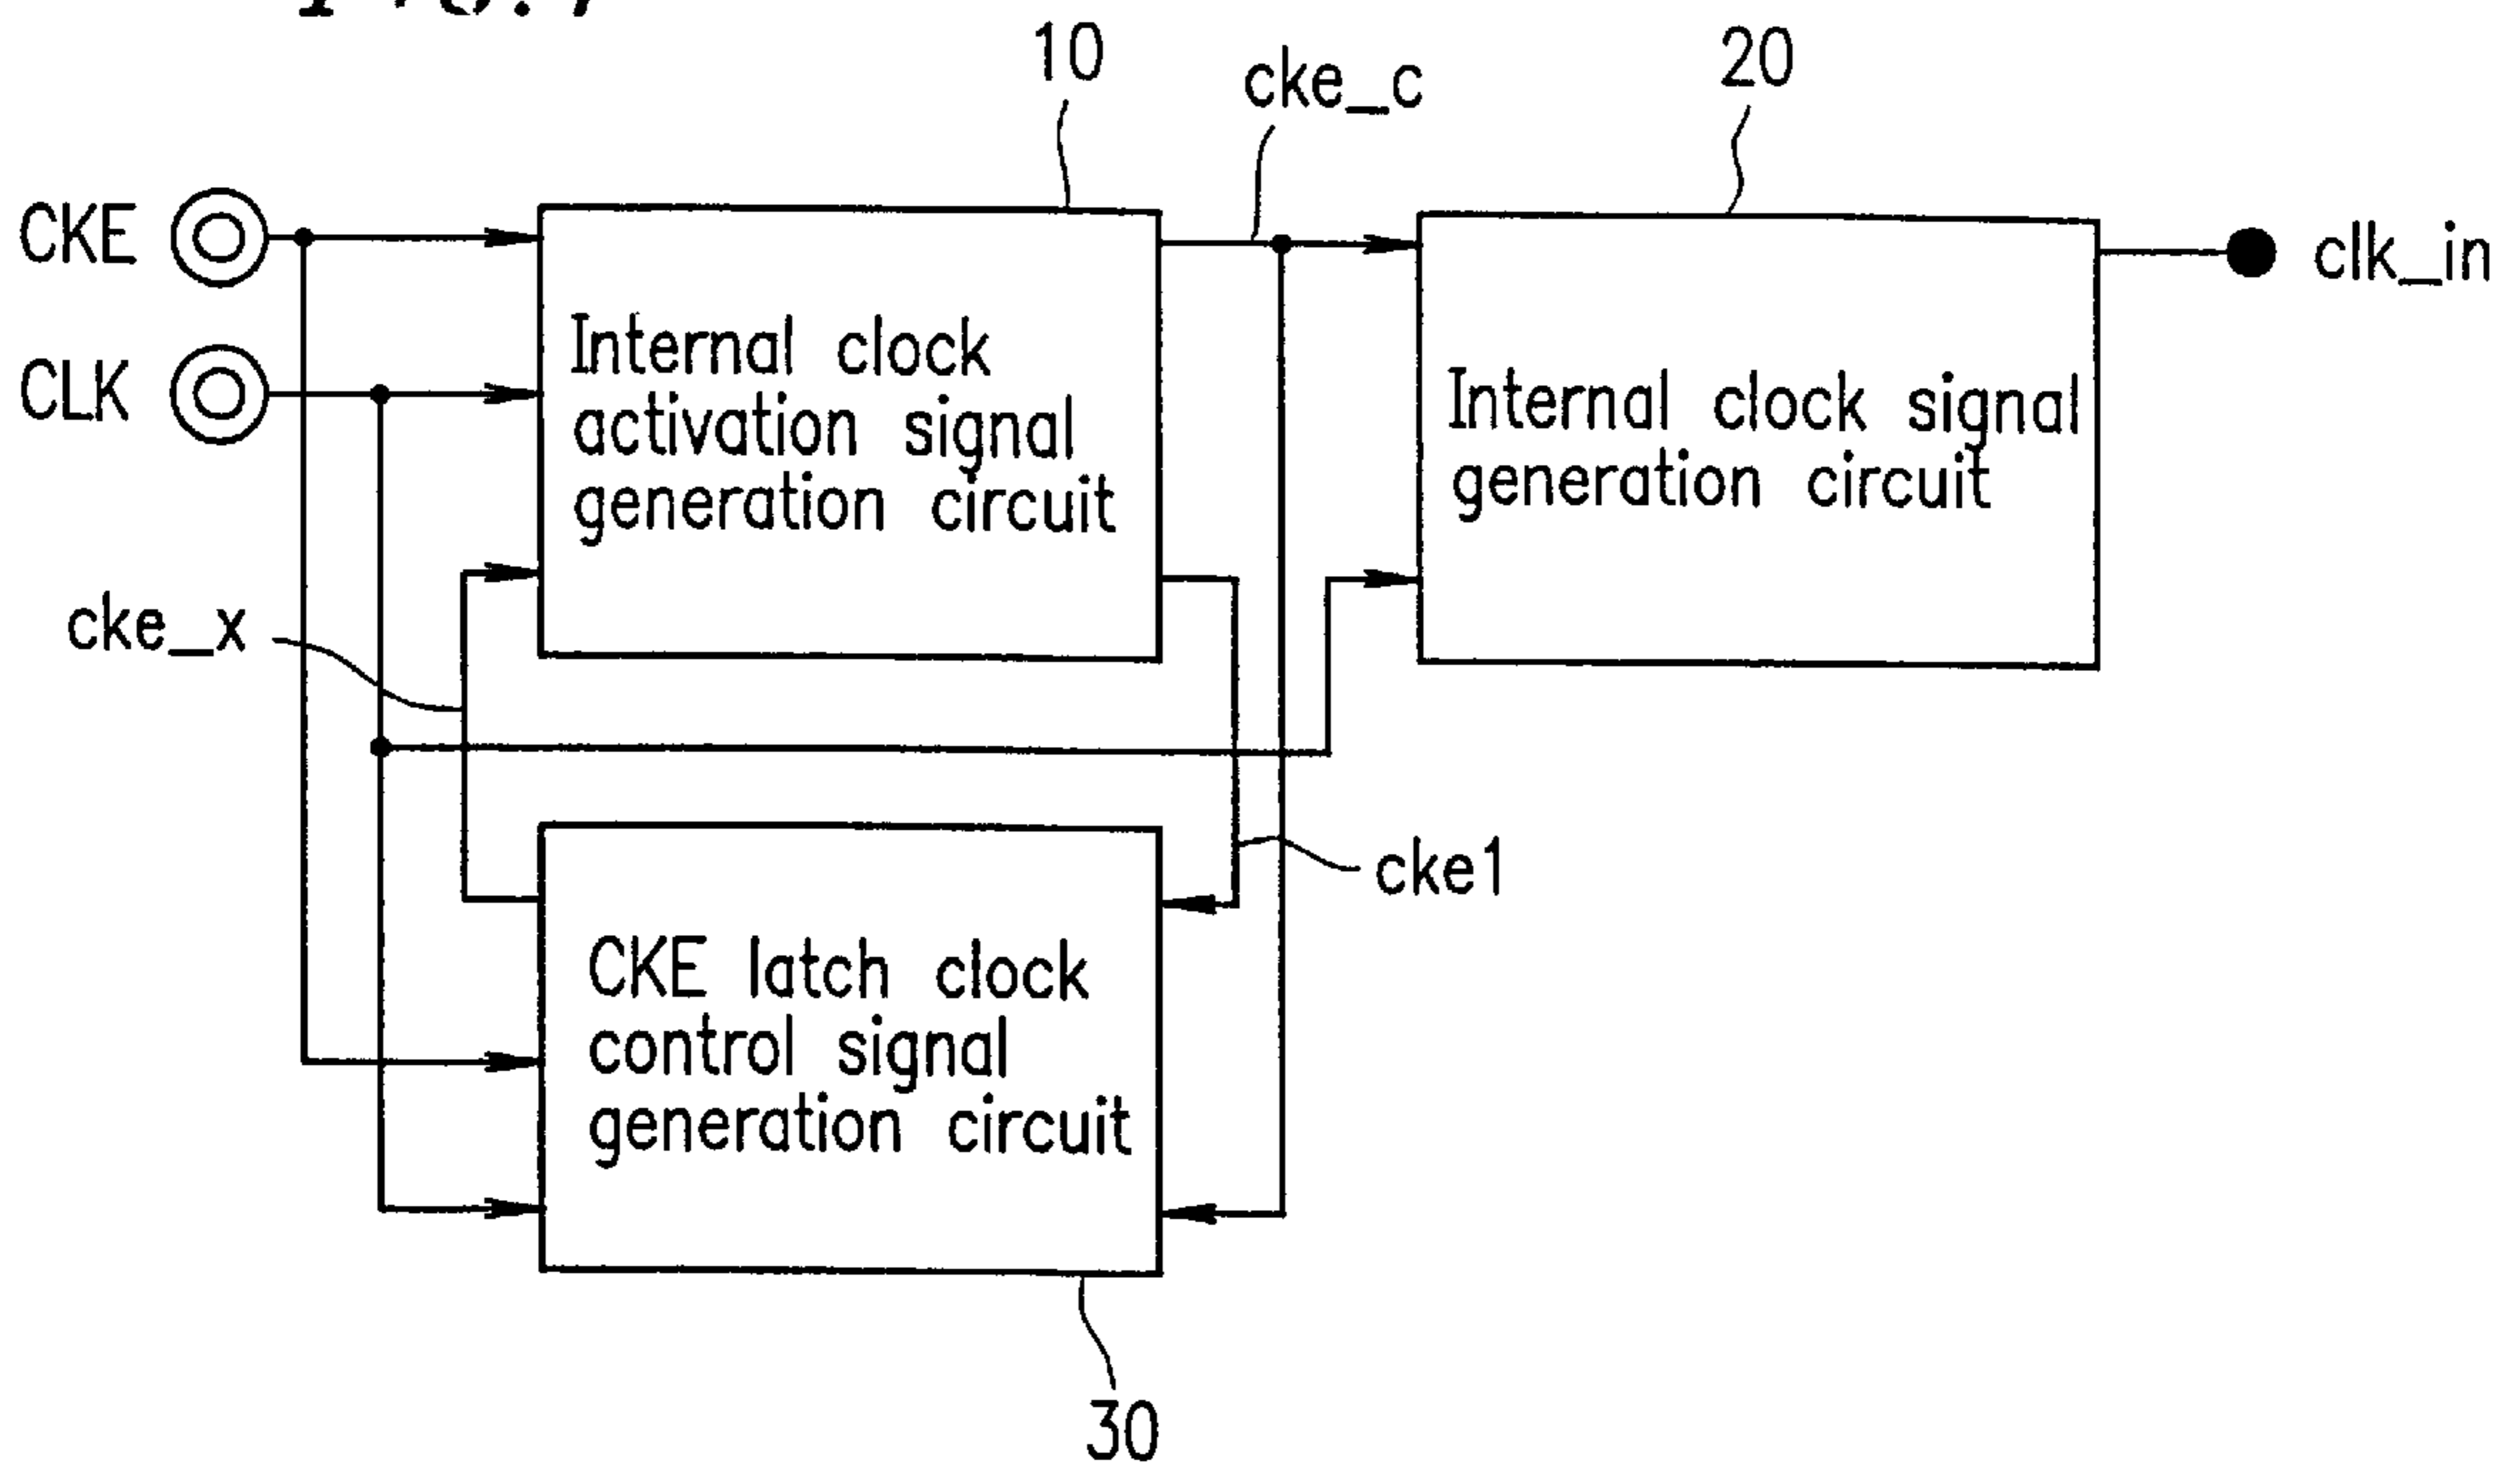 10
cke_c
20
CKE
CLK
clk_in
Internal clock
activation signal
generation circuit
Internal clock signal
generation circuit
cke_x
cke1
CKE latch clock
control signal
generation circuit
30